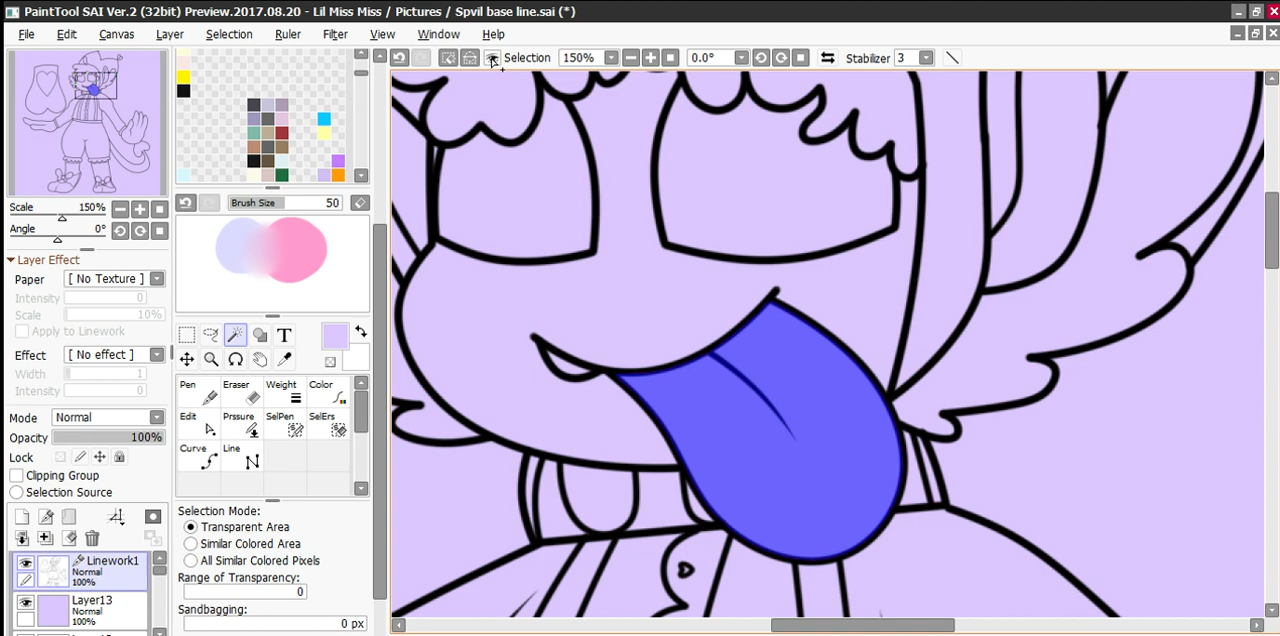 PaintTool SAI Ver.2 (32bit) Preview.2017.08.20 - Lil Miss Miss / Pictures / Spvil base line.sai (*)
File Edit Canvas Layer Selection Ruler Filter View Window Help
Selection 150% 0.0° Stabilizer 3
Scale 150%
Angle 0°
Layer Effect
Paper [ No Texture ]
Intensity 0
Scale 10%
Apply to Linework
Effect [ No effect ]
Width 1
Intensity 0
Mode Normal
Opacity 100%
Lock
Clipping Group
Selection Source
Linework1
Normal
100%
Layer13
Normal
100%
Brush Size 50
T
Pen Eraser Weight Color
Edit Prssure SelPen SelErs
Curve Line
Selection Mode:
Transparent Area
Similar Colored Area
All Similar Colored Pixels
Range of Transparency:
0
Sandbagging:
0 px